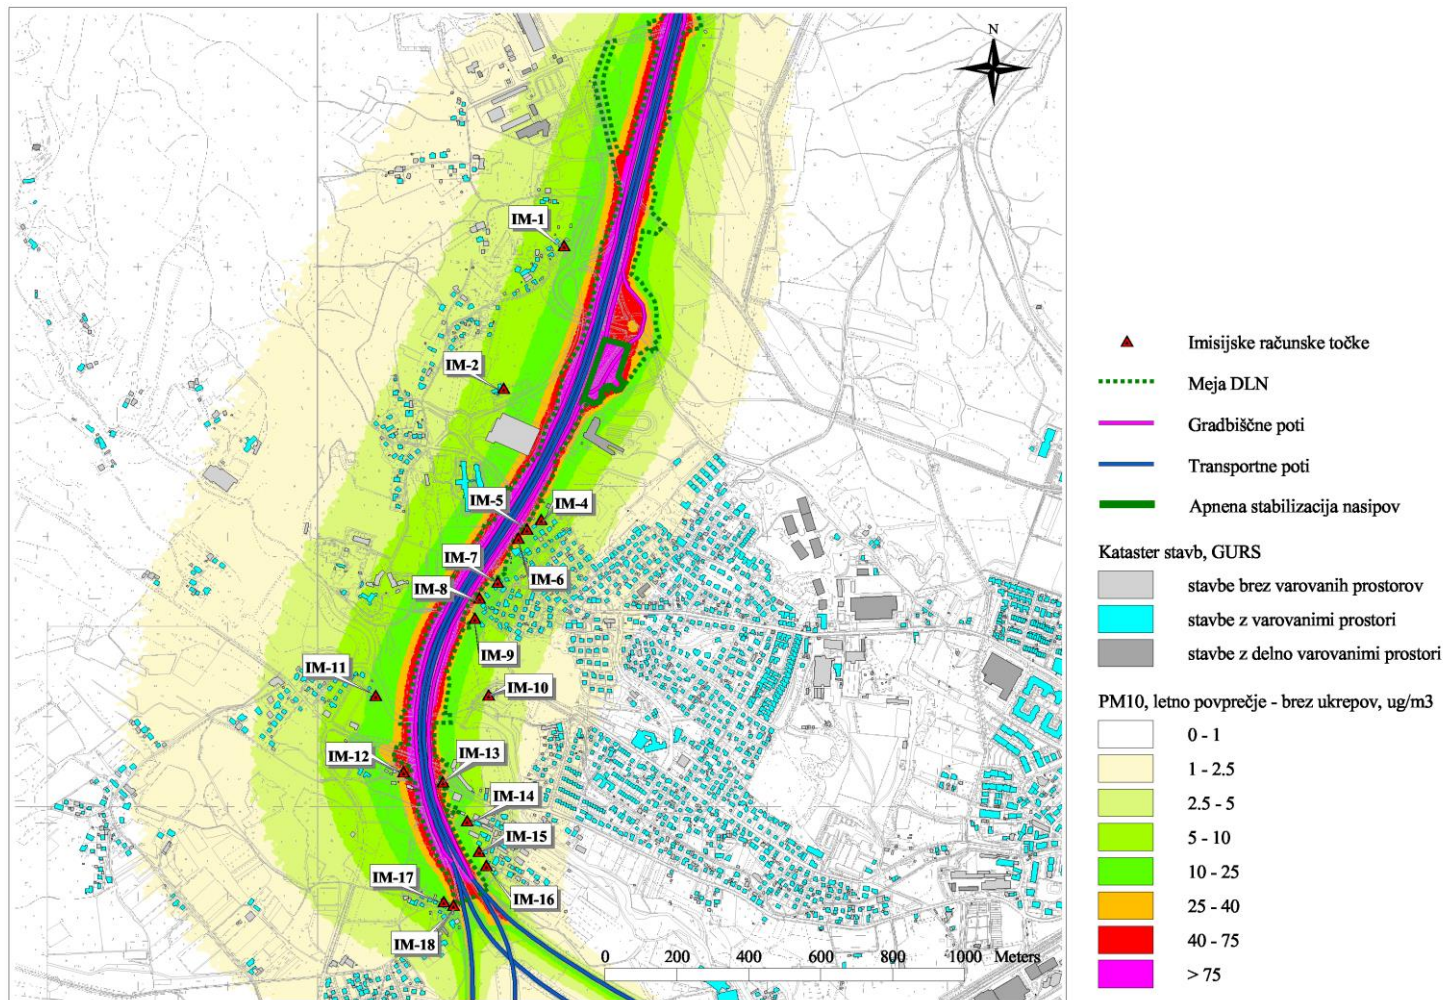 N
IM-1
IM-2
IM-5
IM-4
IM-7
IM-6
IM-8
IM-9
IM-11
IM-10
IM-12
IM-13
IM-14
IM-15
IM-17
IM-16
IM-18
0 200 400 600 800 1000 Meters
Imisijske računske točke
Meja DLN
Gradbiščne poti
Transportne poti
Apnena stabilizacija nasipov
Kataster stavb, GURS
stavbe brez varovanih prostorov
stavbe z varovanimi prostori
stavbe z delno varovanimi prostori
PM10, letno povprečje - brez ukrepov, ug/m3
0 - 1
1 - 2.5
2.5 - 5
5 - 10
10 - 25
25 - 40
40 - 75
> 75